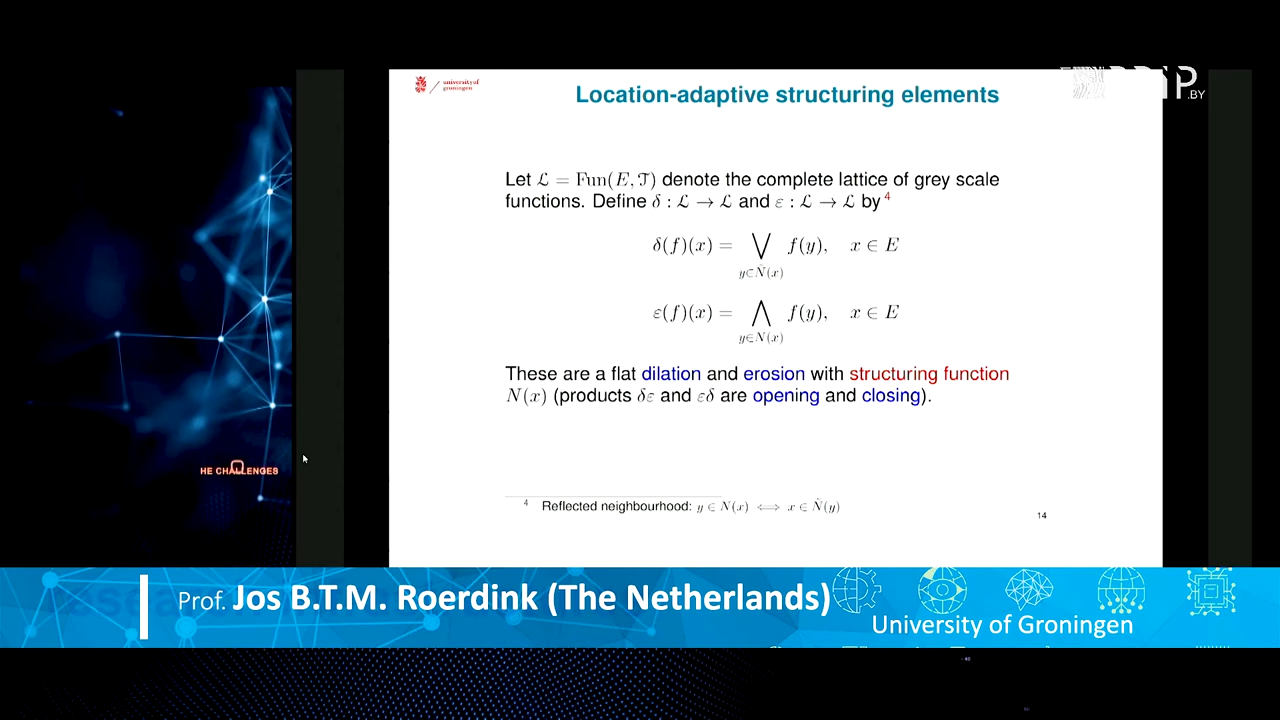 university of
groningen
Location-adaptive structuring elements
.BY
Let ℒ = Fun(E, 𝒯) denote the complete lattice of grey scale
functions. Define δ : ℒ → ℒ and ε : ℒ → ℒ by 4
δ(f)(x) = ⋁ f(y), x ∈ E
y∈Ň(x)
ε(f)(x) = ⋀ f(y), x ∈ E
y∈N(x)
These are a flat dilation and erosion with structuring function
N(x) (products δε and εδ are opening and closing).
HE CHALLENGES
4 Reflected neighbourhood: y ∈ N(x) ⟺ x ∈ Ň(y)
14
Prof. Jos B.T.M. Roerdink (The Netherlands)
University of Groningen